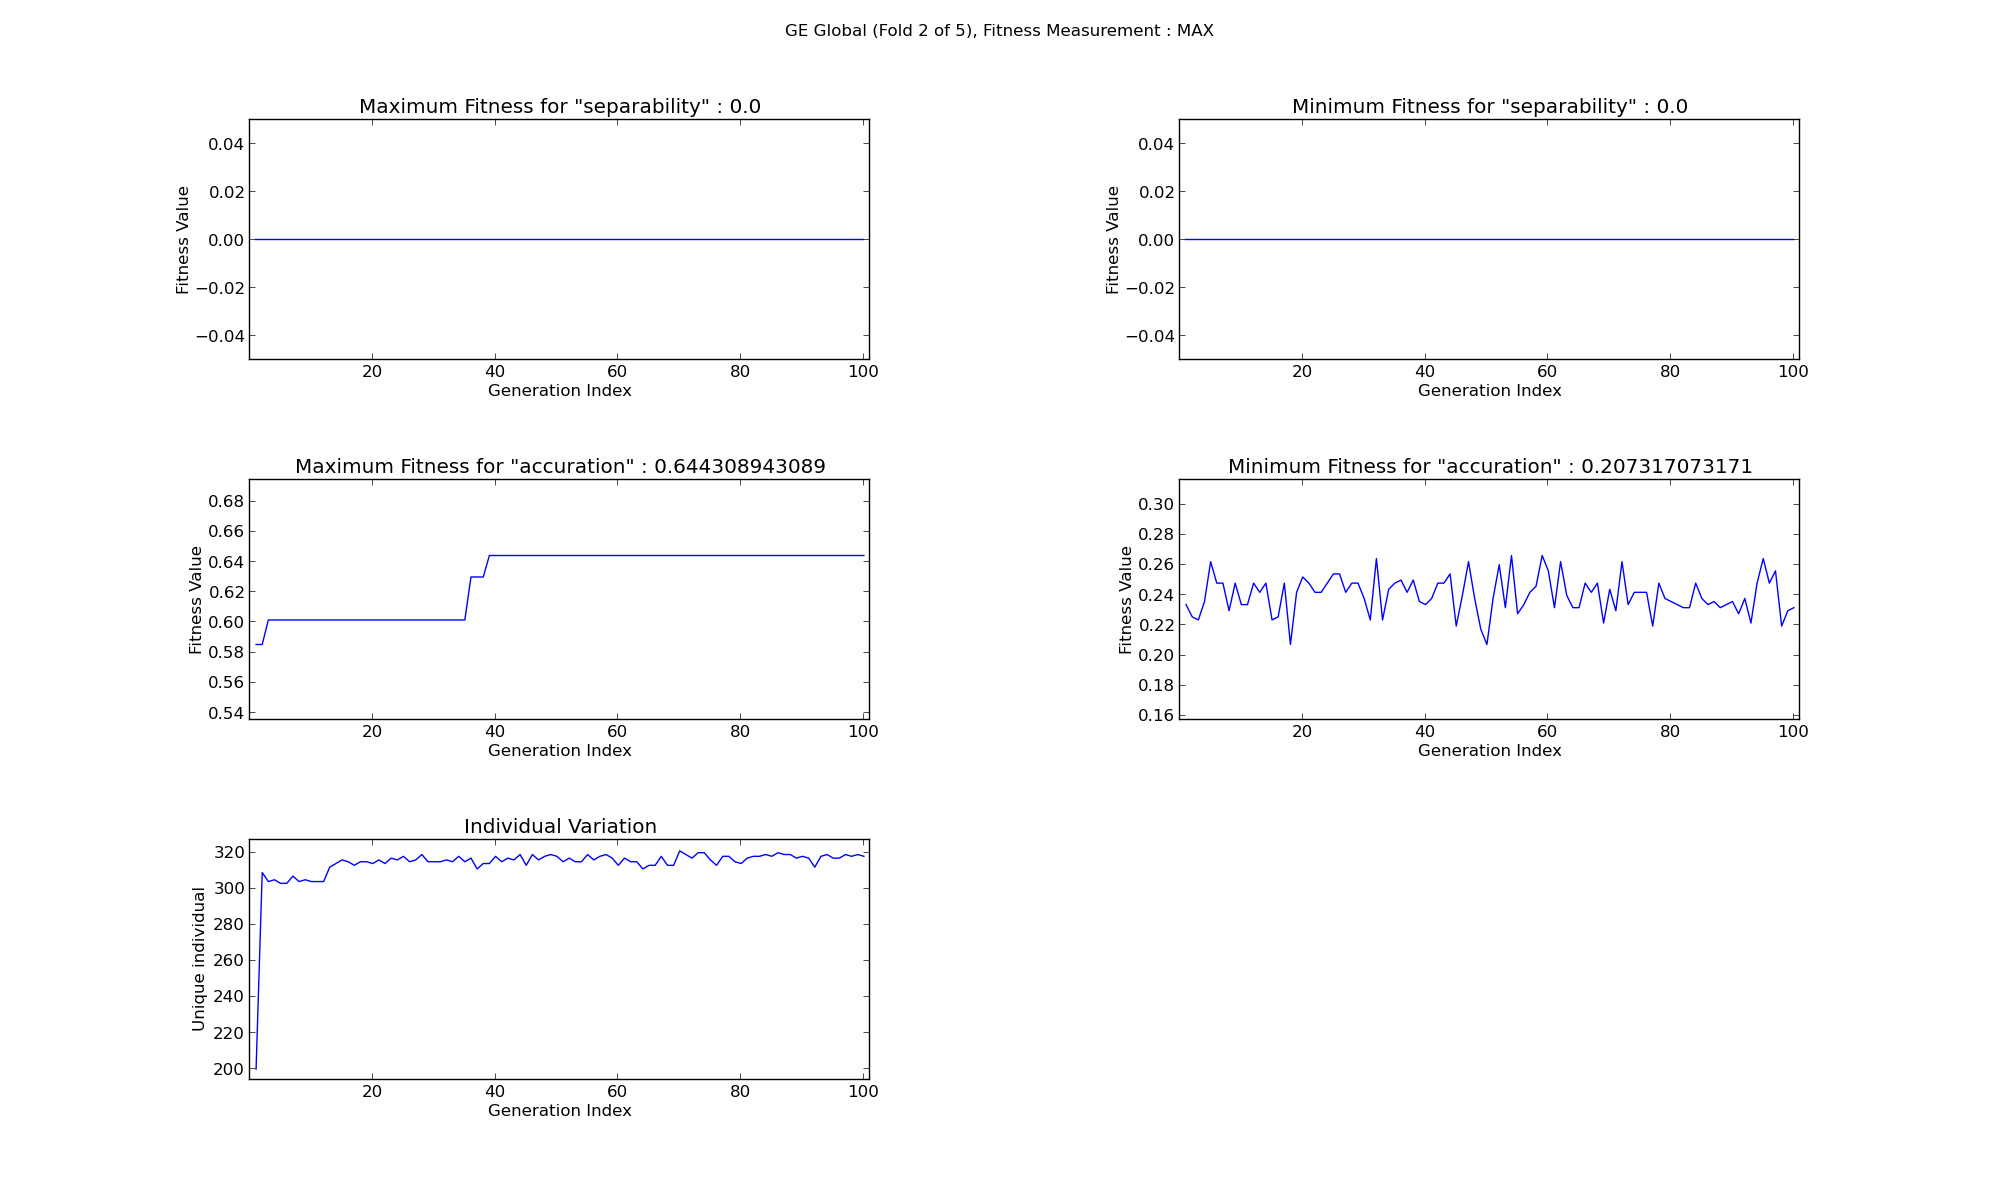 GE Global (Fold 2 of 5), Fitness Measurement : MAX
Maximum Fitness for "separability" : 0.0
Fitness Value
0.04
0.02
0.00
−0.02
−0.04
20 40 60 80 100
Generation Index
Minimum Fitness for "separability" : 0.0
Fitness Value
0.04
0.02
0.00
−0.02
−0.04
20 40 60 80 100
Generation Index
Maximum Fitness for "accuration" : 0.644308943089
Fitness Value
0.68
0.66
0.64
0.62
0.60
0.58
0.56
0.54
20 40 60 80 100
Generation Index
Minimum Fitness for "accuration" : 0.207317073171
Fitness Value
0.30
0.28
0.26
0.24
0.22
0.20
0.18
0.16
20 40 60 80 100
Generation Index
Individual Variation
Unique individual
320
300
280
260
240
220
200
20 40 60 80 100
Generation Index